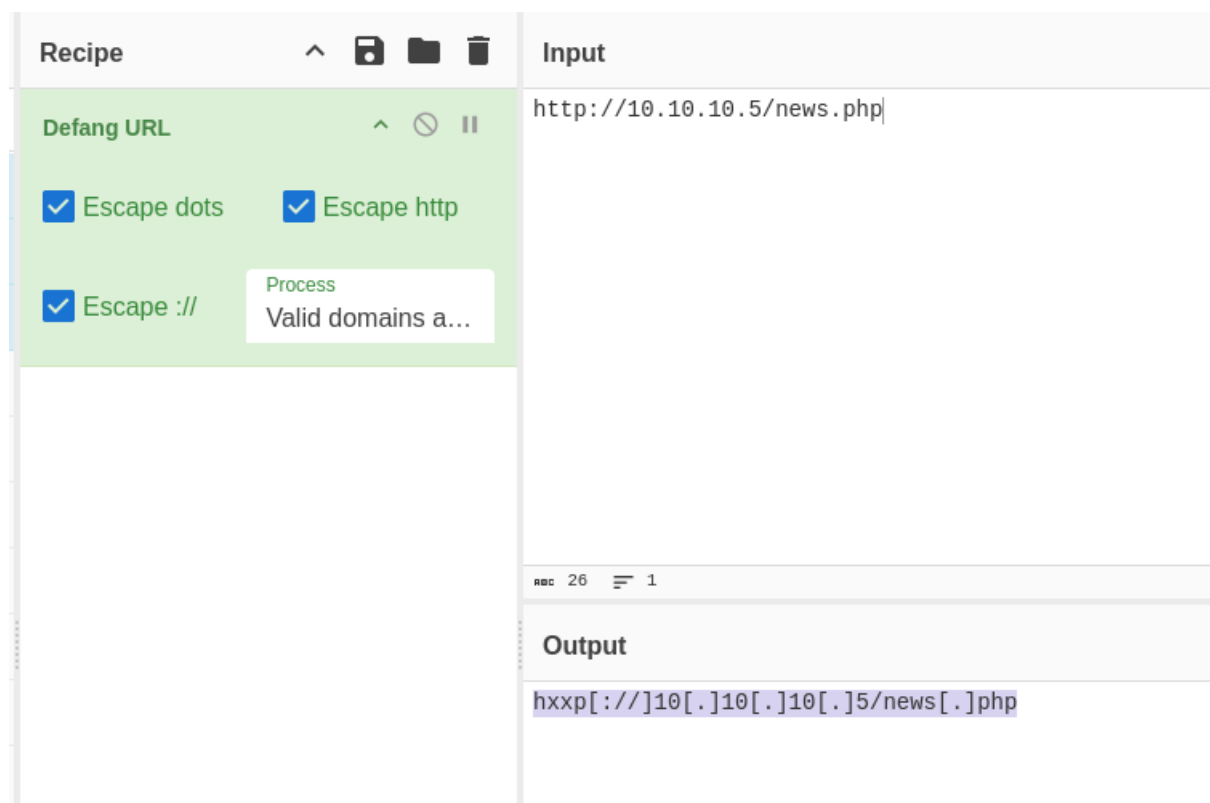 Recipe
Defang URL
Escape dots
Escape http
Escape ://
Process
Valid domains a...
Input
http://10.10.10.5/news.php
ABC 26 1
Output
hxxp[://]10[.]10[.]10[.]5/news[.]php